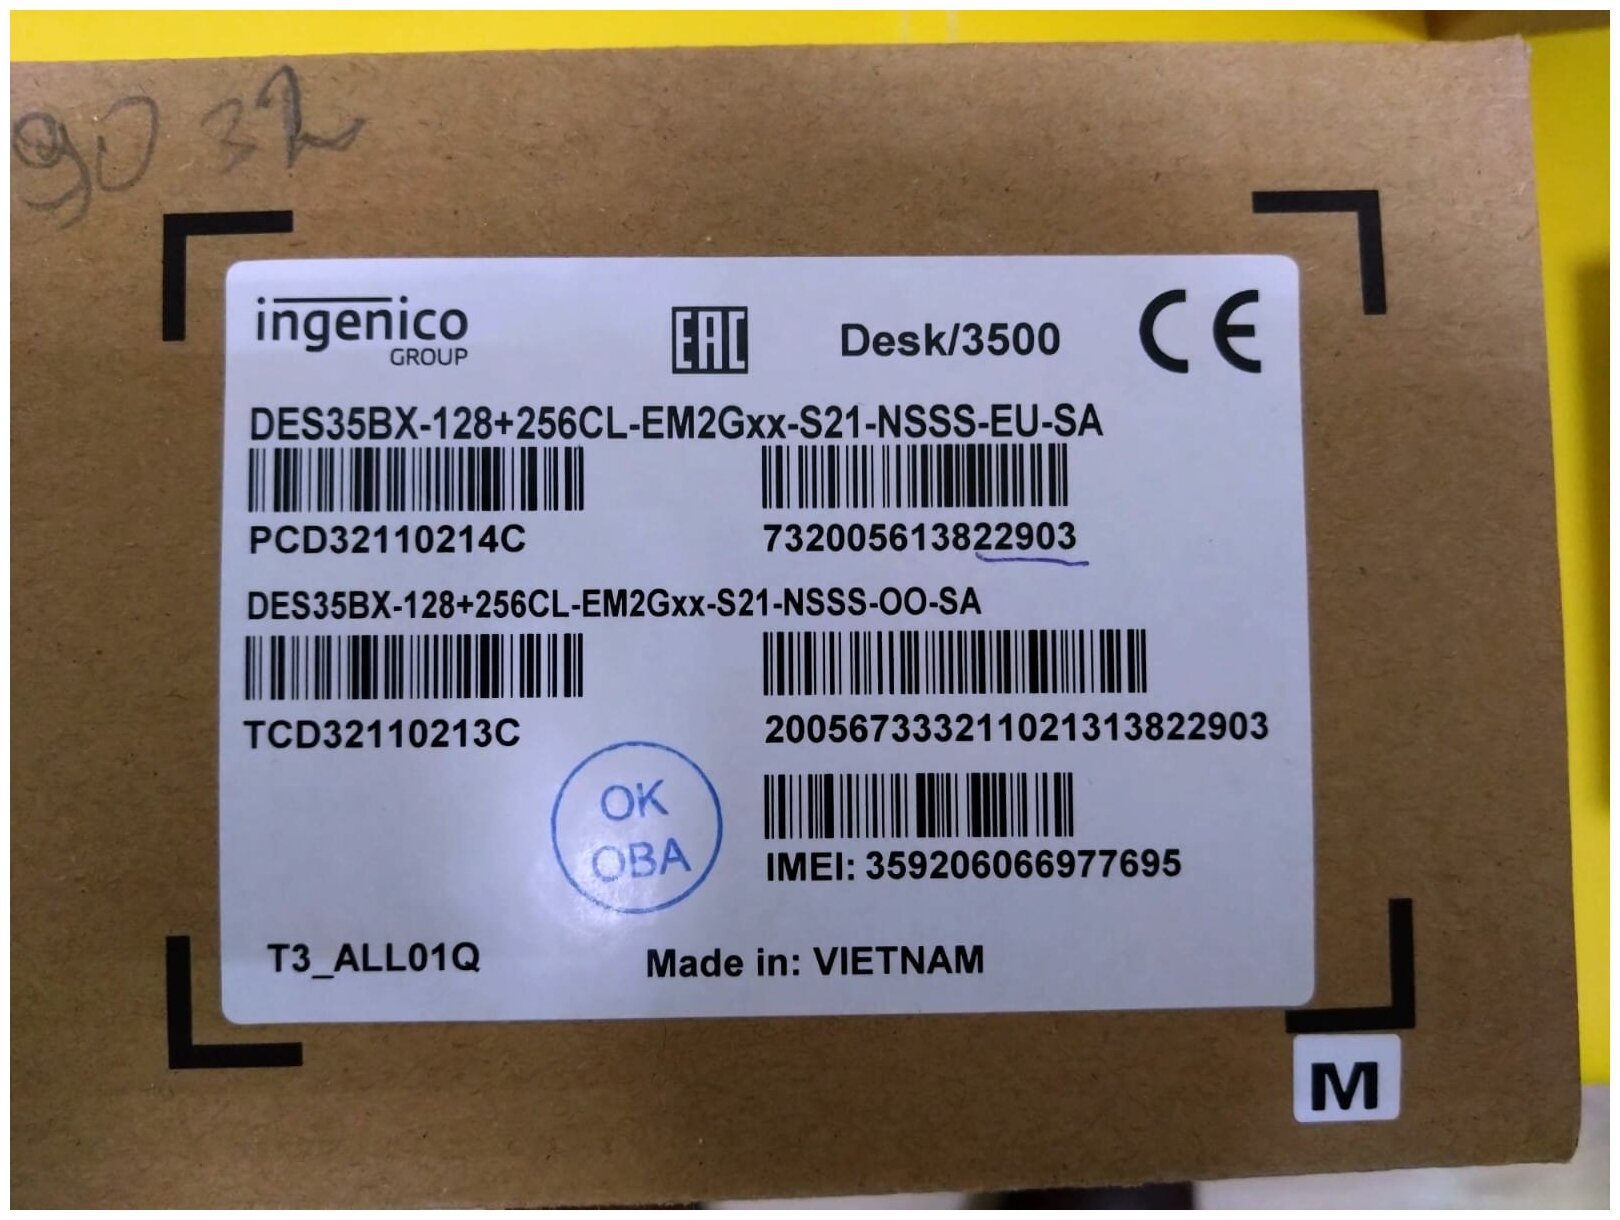 90 32
ingenico
GROUP
EAC
Desk/3500
CE
DES35BX-128+256CL-EM2Gxx-S21-NSSS-EU-SA
PCD32110214C
732005613822903
DES35BX-128+256CL-EM2Gxx-S21-NSSS-OO-SA
TCD32110213C
200567333211021313822903
OK
OBA
IMEI: 359206066977695
T3_ALL01Q
Made in: VIETNAM
M